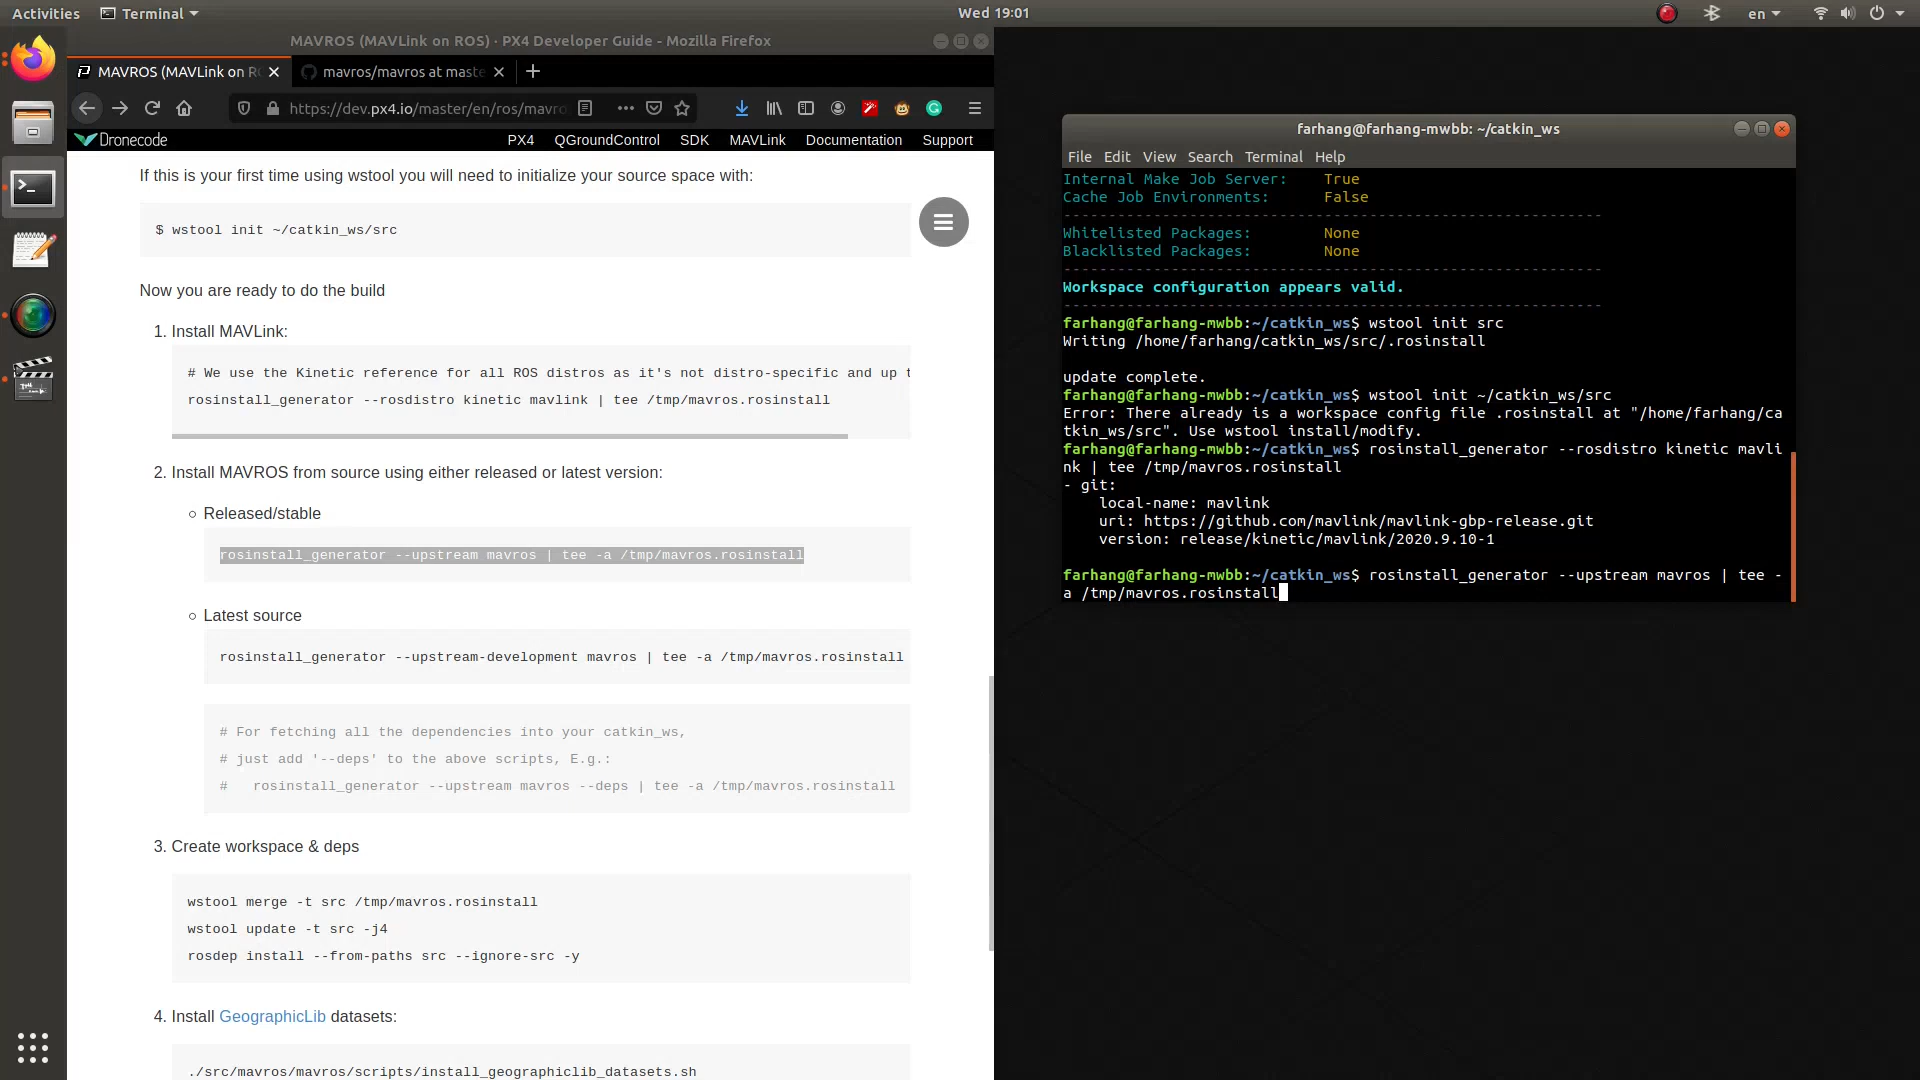 Activities Terminal Wed 19:01 en
MAVROS (MAVLink on ROS) · PX4 Developer Guide - Mozilla Firefox
MAVROS (MAVLink on R mavros/mavros at maste
https://dev.px4.io/master/en/ros/mavro
Dronecode PX4 QGroundControl SDK MAVLink Documentation Support
If this is your first time using wstool you will need to initialize your source space with:
$ wstool init ~/catkin_ws/src
Now you are ready to do the build
1. Install MAVLink:
# We use the Kinetic reference for all ROS distros as it's not distro-specific and up t
rosinstall_generator --rosdistro kinetic mavlink | tee /tmp/mavros.rosinstall
2. Install MAVROS from source using either released or latest version:
Released/stable
rosinstall_generator --upstream mavros | tee -a /tmp/mavros.rosinstall
Latest source
rosinstall_generator --upstream-development mavros | tee -a /tmp/mavros.rosinstall
# For fetching all the dependencies into your catkin_ws,
# just add '--deps' to the above scripts, E.g.:
#   rosinstall_generator --upstream mavros --deps | tee -a /tmp/mavros.rosinstall
3. Create workspace & deps
wstool merge -t src /tmp/mavros.rosinstall
wstool update -t src -j4
rosdep install --from-paths src --ignore-src -y
4. Install GeographicLib datasets:
./src/mavros/mavros/scripts/install_geographiclib_datasets.sh
farhang@farhang-mwbb: ~/catkin_ws
File Edit View Search Terminal Help
Internal Make Job Server:    True
Cache Job Environments:      False
------------------------------------------------------------
Whitelisted Packages:        None
Blacklisted Packages:        None
------------------------------------------------------------
Workspace configuration appears valid.
------------------------------------------------------------
farhang@farhang-mwbb:~/catkin_ws$ wstool init src
Writing /home/farhang/catkin_ws/src/.rosinstall
update complete.
farhang@farhang-mwbb:~/catkin_ws$ wstool init ~/catkin_ws/src
Error: There already is a workspace config file .rosinstall at "/home/farhang/ca
tkin_ws/src". Use wstool install/modify.
farhang@farhang-mwbb:~/catkin_ws$ rosinstall_generator --rosdistro kinetic mavli
nk | tee /tmp/mavros.rosinstall
- git:
    local-name: mavlink
    uri: https://github.com/mavlink/mavlink-gbp-release.git
    version: release/kinetic/mavlink/2020.9.10-1
farhang@farhang-mwbb:~/catkin_ws$ rosinstall_generator --upstream mavros | tee -
a /tmp/mavros.rosinstall